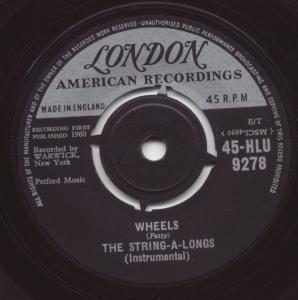 ALL RIGHTS OF THE MANUFACTURER AND OF THE OWNER OF THE RECORDED WORK RESERVED · UNAUTHORISED PUBLIC PERFORMANCE BROADCASTING AND COPYING OF THIS RECORD PROHIBITED
LONDON
AMERICAN RECORDINGS
MADE IN ENGLAND
45 R.P.M
RECORDING FIRST
PUBLISHED 1960
E/T
Recorded by
WARWICK,
New York
Petford Music
45-HLU
9278
WHEELS
(Petty)
THE STRING-A-LONGS
(Instrumental)